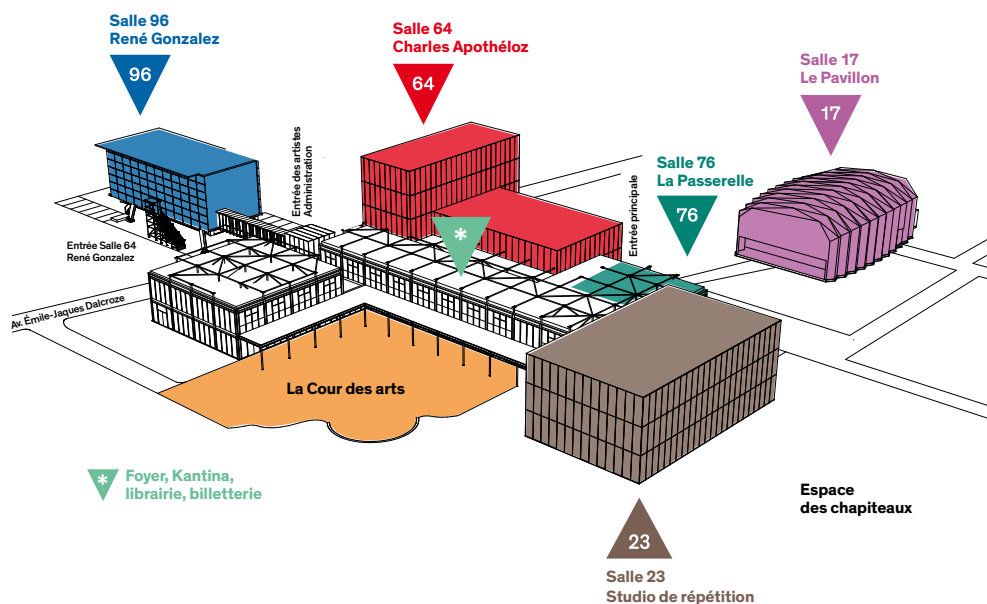 Salle 96
René Gonzalez
96
Salle 64
Charles Apothéloz
64
Salle 17
Le Pavillon
17
Entrée des artistes
Administration
Salle 76
La Passerelle
76
Entrée principale
*
Entrée Salle 64
René Gonzalez
Av. Émile-Jaques Dalcroze
La Cour des arts
*
Foyer, Kantina,
librairie, billetterie
Espace
des chapiteaux
23
Salle 23
Studio de répétition